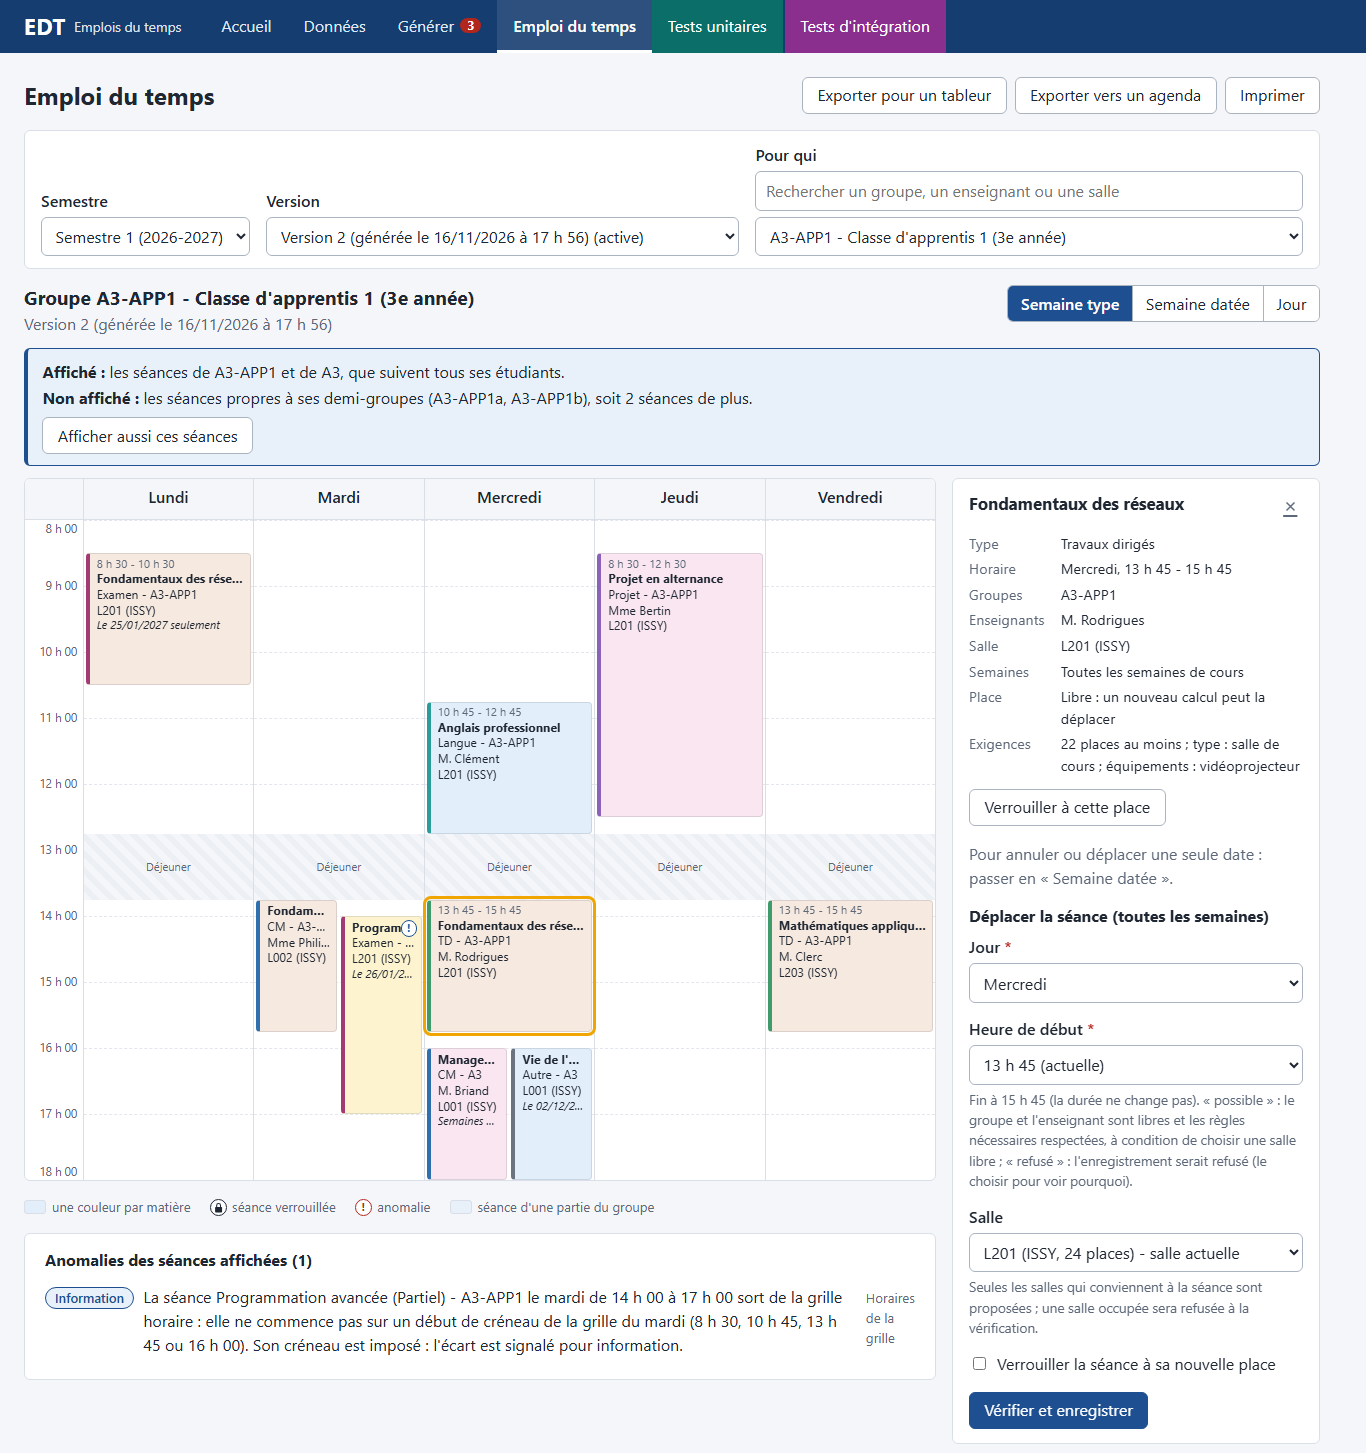 EDT Emplois du temps
Accueil
Données
Générer 3
Emploi du temps
Tests unitaires
Tests d'intégration
Emploi du temps
Exporter pour un tableur
Exporter vers un agenda
Imprimer
Semestre
Semestre 1 (2026-2027)
Version
Version 2 (générée le 16/11/2026 à 17 h 56) (active)
Pour qui
Rechercher un groupe, un enseignant ou une salle
A3-APP1 - Classe d'apprentis 1 (3e année)
Groupe A3-APP1 - Classe d'apprentis 1 (3e année)
Version 2 (générée le 16/11/2026 à 17 h 56)
Semaine type
Semaine datée
Jour
Affiché : les séances de A3-APP1 et de A3, que suivent tous ses étudiants.
Non affiché : les séances propres à ses demi-groupes (A3-APP1a, A3-APP1b), soit 2 séances de plus.
Afficher aussi ces séances
Lundi
Mardi
Mercredi
Jeudi
Vendredi
8 h 00
9 h 00
10 h 00
11 h 00
12 h 00
13 h 00
14 h 00
15 h 00
16 h 00
17 h 00
18 h 00
8 h 30 - 10 h 30
Fondamentaux des rése...
Examen - A3-APP1
L201 (ISSY)
Le 25/01/2027 seulement
Déjeuner
Déjeuner
Fondam...
CM - A3-...
Mme Phili...
L002 (ISSY)
Program
!
Examen - ...
L201 (ISSY)
Le 26/01/2...
10 h 45 - 12 h 45
Anglais professionnel
Langue - A3-APP1
M. Clément
L201 (ISSY)
Déjeuner
13 h 45 - 15 h 45
Fondamentaux des rése...
TD - A3-APP1
M. Rodrigues
L201 (ISSY)
Manage...
CM - A3
M. Briand
L001 (ISSY)
Semaines ...
Vie de l'...
Autre - A3
L001 (ISSY)
Le 02/12/2...
8 h 30 - 12 h 30
Projet en alternance
Projet - A3-APP1
Mme Bertin
L201 (ISSY)
Déjeuner
Déjeuner
13 h 45 - 15 h 45
Mathématiques appliqu...
TD - A3-APP1
M. Clerc
L203 (ISSY)
une couleur par matière
séance verrouillée
! anomalie
séance d'une partie du groupe
Anomalies des séances affichées (1)
Information
La séance Programmation avancée (Partiel) - A3-APP1 le mardi de 14 h 00 à 17 h 00 sort de la grille
horaire : elle ne commence pas sur un début de créneau de la grille du mardi (8 h 30, 10 h 45, 13 h
45 ou 16 h 00). Son créneau est imposé : l'écart est signalé pour information.
Horaires
de la
grille
Fondamentaux des réseaux
×
Type Travaux dirigés
Horaire Mercredi, 13 h 45 - 15 h 45
Groupes A3-APP1
Enseignants M. Rodrigues
Salle L201 (ISSY)
Semaines Toutes les semaines de cours
Place Libre : un nouveau calcul peut la
déplacer
Exigences 22 places au moins ; type : salle de
cours ; équipements : vidéoprojecteur
Verrouiller à cette place
Pour annuler ou déplacer une seule date :
passer en « Semaine datée ».
Déplacer la séance (toutes les semaines)
Jour *
Mercredi
Heure de début *
13 h 45 (actuelle)
Fin à 15 h 45 (la durée ne change pas). « possible » : le
groupe et l'enseignant sont libres et les règles
nécessaires respectées, à condition de choisir une salle
libre ; « refusé » : l'enregistrement serait refusé (le
choisir pour voir pourquoi).
Salle
L201 (ISSY, 24 places) - salle actuelle
Seules les salles qui conviennent à la séance sont
proposées ; une salle occupée sera refusée à la
vérification.
Verrouiller la séance à sa nouvelle place
Vérifier et enregistrer